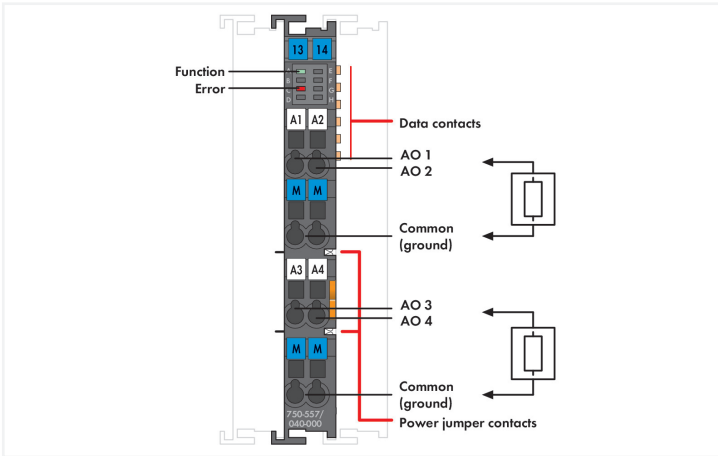 13 14
Function
A E
B F
Error
C G
D H
A1 A2
Data contacts
AO 1
AO 2
M M
Common
(ground)
A3 A4
AO 3
AO 4
M M
Common
(ground)
750-557/
040-000
Power jumper contacts